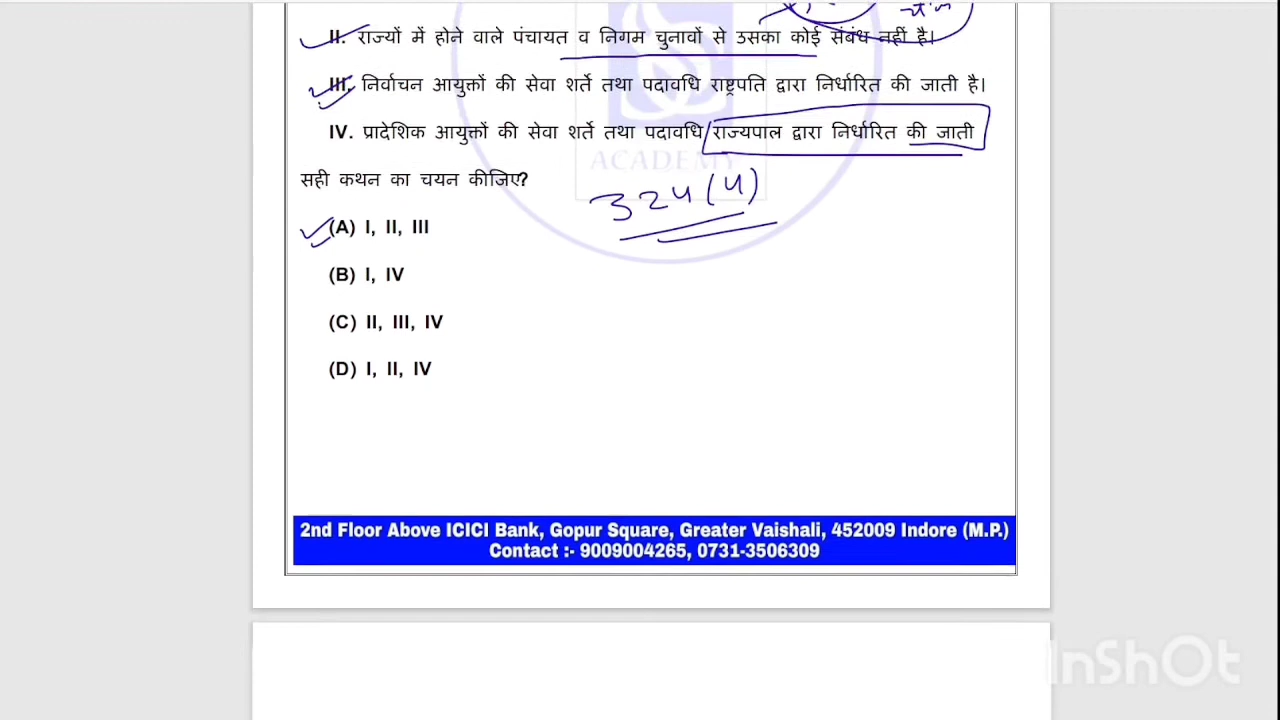 II. राज्यों में होने वाले पंचायत व निगम चुनावों से उसका कोई संबंध नहीं है।
III. निर्वाचन आयुक्तों की सेवा शर्ते तथा पदावधि राष्ट्रपति द्वारा निर्धारित की जाती है।
IV. प्रादेशिक आयुक्तों की सेवा शर्ते तथा पदावधि राज्यपाल द्वारा निर्धारित की जाती
ACADEMY
सही कथन का चयन कीजिए?
324(4)
(A) I, II, III
(B) I, IV
(C) II, III, IV
(D) I, II, IV
2nd Floor Above ICICI Bank, Gopur Square, Greater Vaishali, 452009 Indore (M.P.)
Contact :- 9009004265, 0731-3506309
InShOt